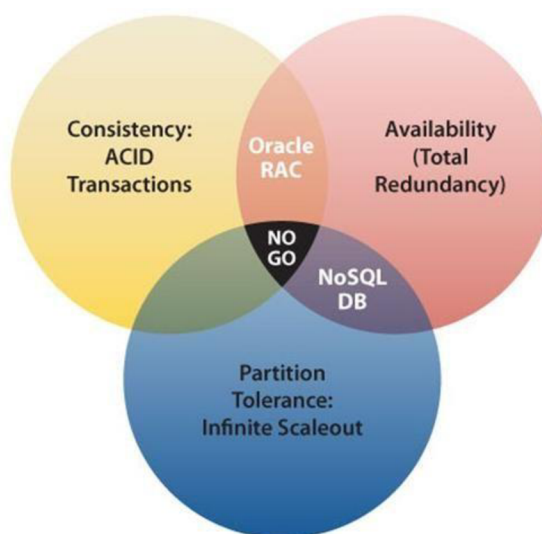 Consistency:
ACID
Transactions
Oracle
RAC
Availability
(Total
Redundancy)
NO
GO
NoSQL
DB
Partition
Tolerance:
Infinite Scaleout